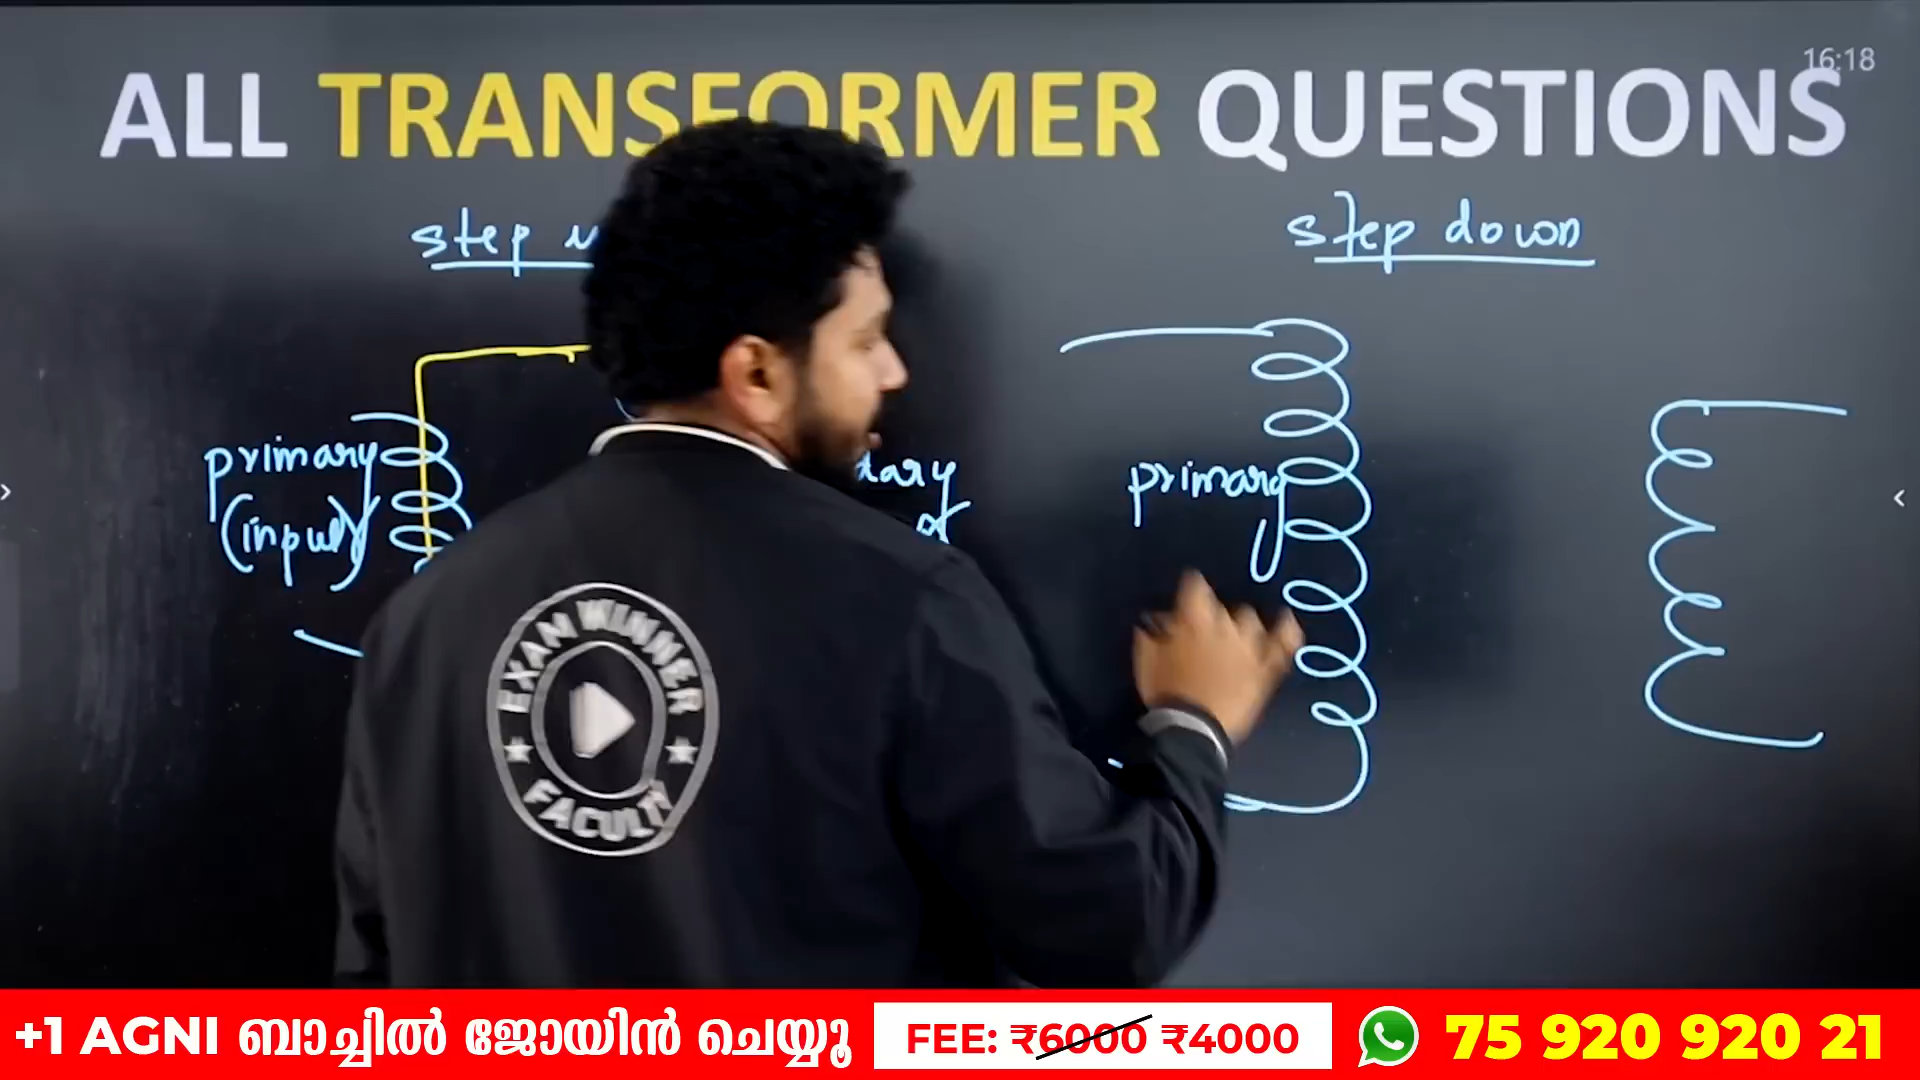 16:18
ALL TRANSFORMER QUESTIONS
step
step down
primary
(input)
primary
EXAM WINNER
FACULTY
+1 AGNI ബാച്ചിൽ ജോയിൻ ചെയ്യൂ
FEE: ₹6000 ₹4000
75 920 920 21